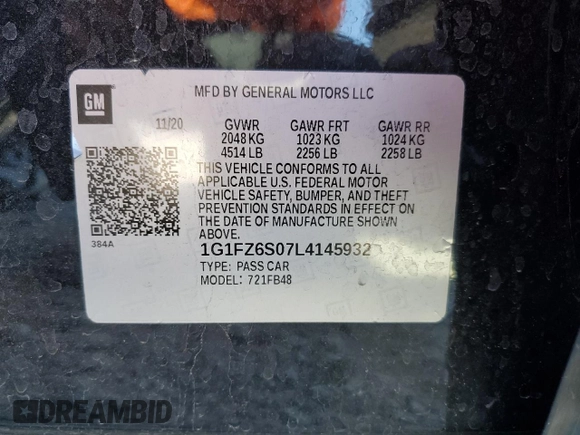 GM
MFD BY GENERAL MOTORS LLC
11/20 GVWR GAWR FRT GAWR RR
2048 KG 1023 KG 1024 KG
4514 LB 2256 LB 2258 LB
THIS VEHICLE CONFORMS TO ALL
APPLICABLE U.S. FEDERAL MOTOR
VEHICLE SAFETY, BUMPER, AND THEFT
PREVENTION STANDARDS IN EFFECT ON
THE DATE OF MANUFACTURE SHOWN
ABOVE.
384A
1G1FZ6S07L4145932
TYPE: PASS CAR
MODEL: 721FB48
DREAMBID